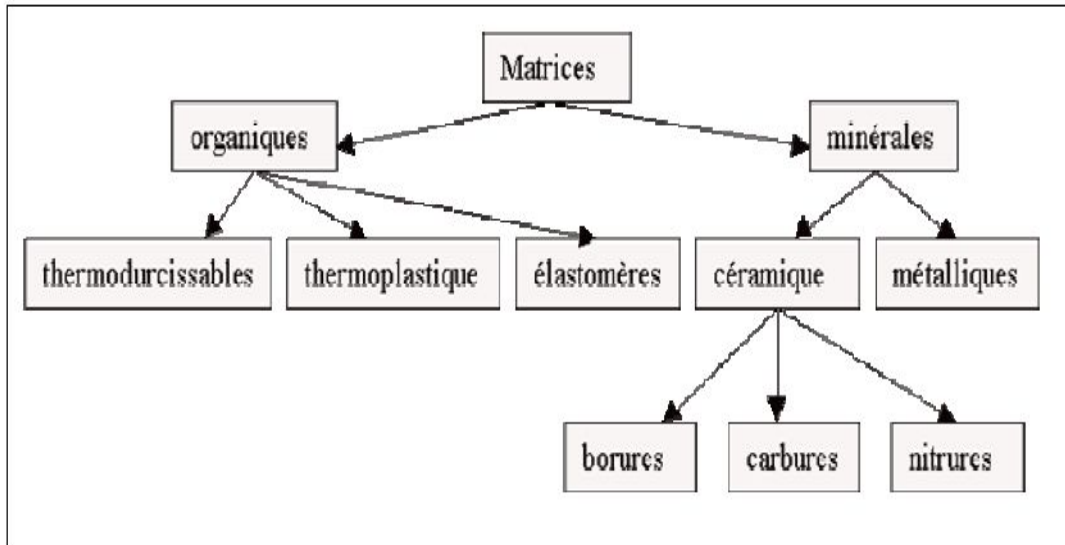 Matrices
organiques
minérales
thermodurcissables
thermoplastique
élastomères
céramique
métalliques
borures
carbures
nitrures